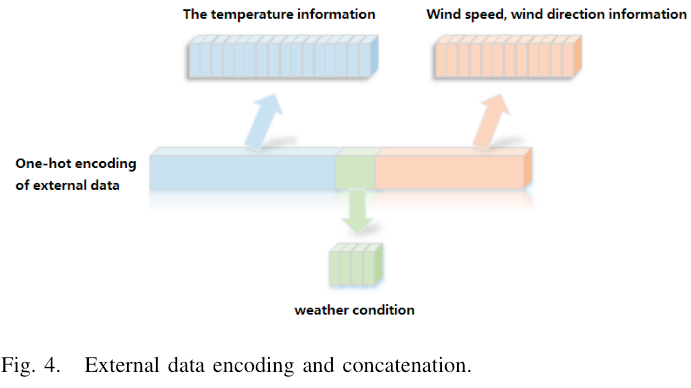 The temperature information
Wind speed, wind direction information
One-hot encoding
of external data
weather condition
Fig. 4. External data encoding and concatenation.